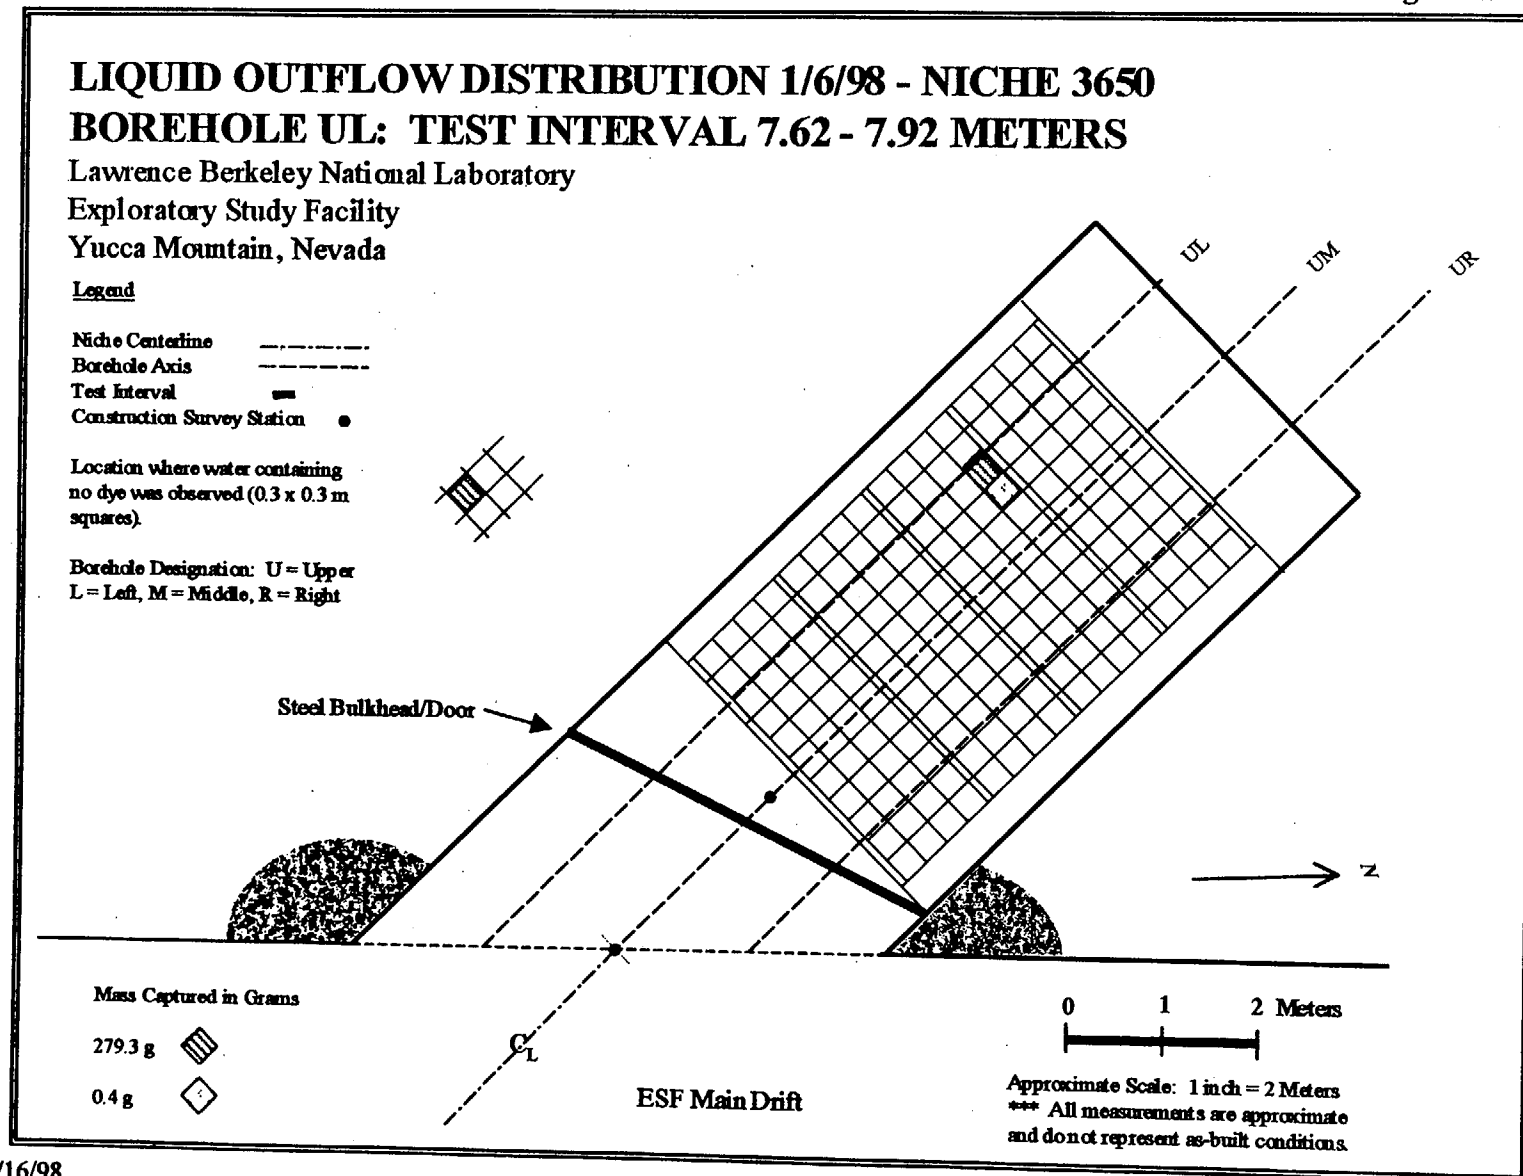 LIQUID OUTFLOW DISTRIBUTION 1/6/98 - NICHE 3650
BOREHOLE UL: TEST INTERVAL 7.62 - 7.92 METERS
Lawrence Berkeley National Laboratory
Exploratory Study Facility
Yucca Mountain, Nevada
Legend
Niche Centerline
Borehole Axis
Test Interval
Construction Survey Station
Location where water containing
no dye was observed (0.3 x 0.3 m
squares).
Borehole Designation: U = Upper
L = Left, M = Middle, R = Right
UL
UM
UR
Steel Bulkhead/Door
N
Mass Captured in Grams
279.3 g
0.4 g
CL
ESF Main Drift
0 1 2 Meters
Approximate Scale: 1 inch = 2 Meters
*** All measurements are approximate
and do not represent as-built conditions.
/16/98